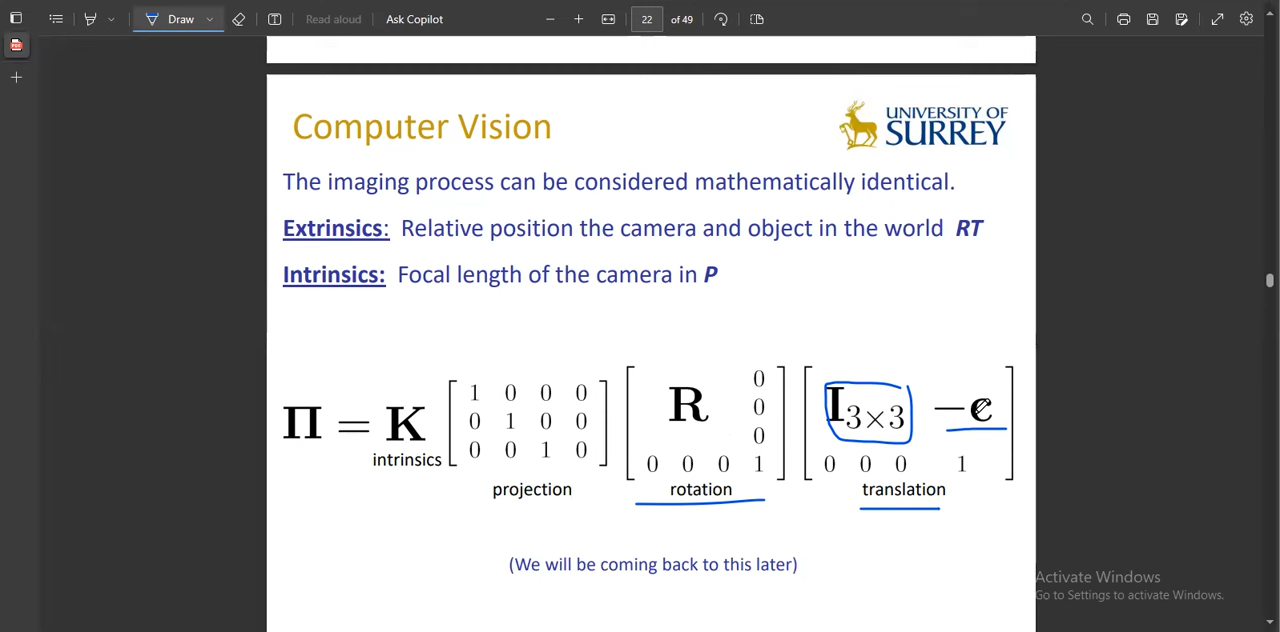 Draw
Read aloud
Ask Copilot
22
of 49
PDF
Computer Vision
UNIVERSITY OF
SURREY
The imaging process can be considered mathematically identical.
Extrinsics: Relative position the camera and object in the world RT
Intrinsics: Focal length of the camera in P
Π = K [ 1 0 0 0 ] [ R 0 ] [ I3×3 −c ]
0 1 0 0 0
0 0 1 0 0
0 0 0 1 0 0 0 1
intrinsics
projection
rotation
translation
(We will be coming back to this later)
Activate Windows
Go to Settings to activate Windows.